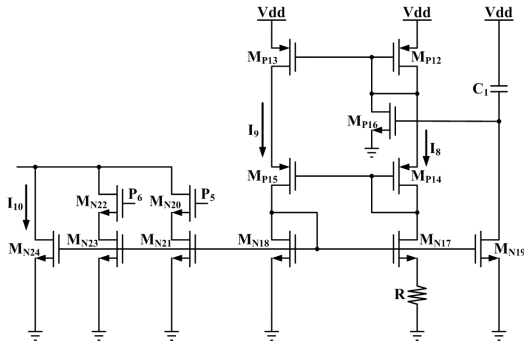 Vdd
Vdd
Vdd
MP13
MP12
C1
MP16
I9
I8
MP15
MP14
MN22
P6
MN20
P5
I10
MN24
MN23
MN21
MN18
MN17
MN19
R